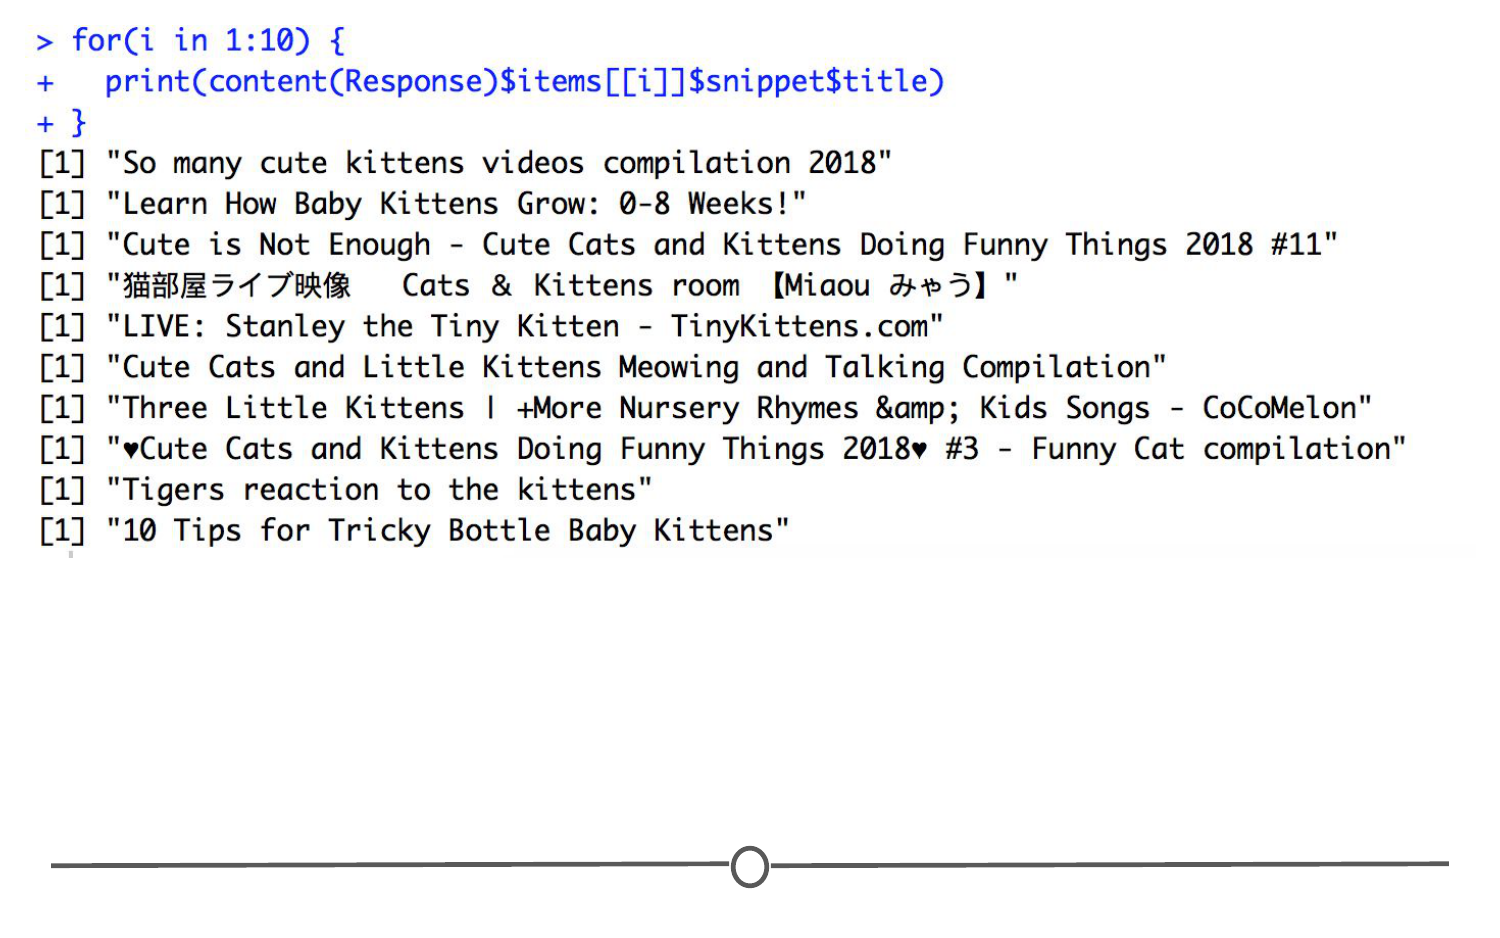 > for(i in 1:10) {
+   print(content(Response)$items[[i]]$snippet$title)
+ }
[1] "So many cute kittens videos compilation 2018"
[1] "Learn How Baby Kittens Grow: 0-8 Weeks!"
[1] "Cute is Not Enough - Cute Cats and Kittens Doing Funny Things 2018 #11"
[1] "猫部屋ライブ映像   Cats & Kittens room 【Miaou みゃう】"
[1] "LIVE: Stanley the Tiny Kitten - TinyKittens.com"
[1] "Cute Cats and Little Kittens Meowing and Talking Compilation"
[1] "Three Little Kittens | +More Nursery Rhymes &amp; Kids Songs - CoCoMelon"
[1] "♥Cute Cats and Kittens Doing Funny Things 2018♥ #3 - Funny Cat compilation"
[1] "Tigers reaction to the kittens"
[1] "10 Tips for Tricky Bottle Baby Kittens"